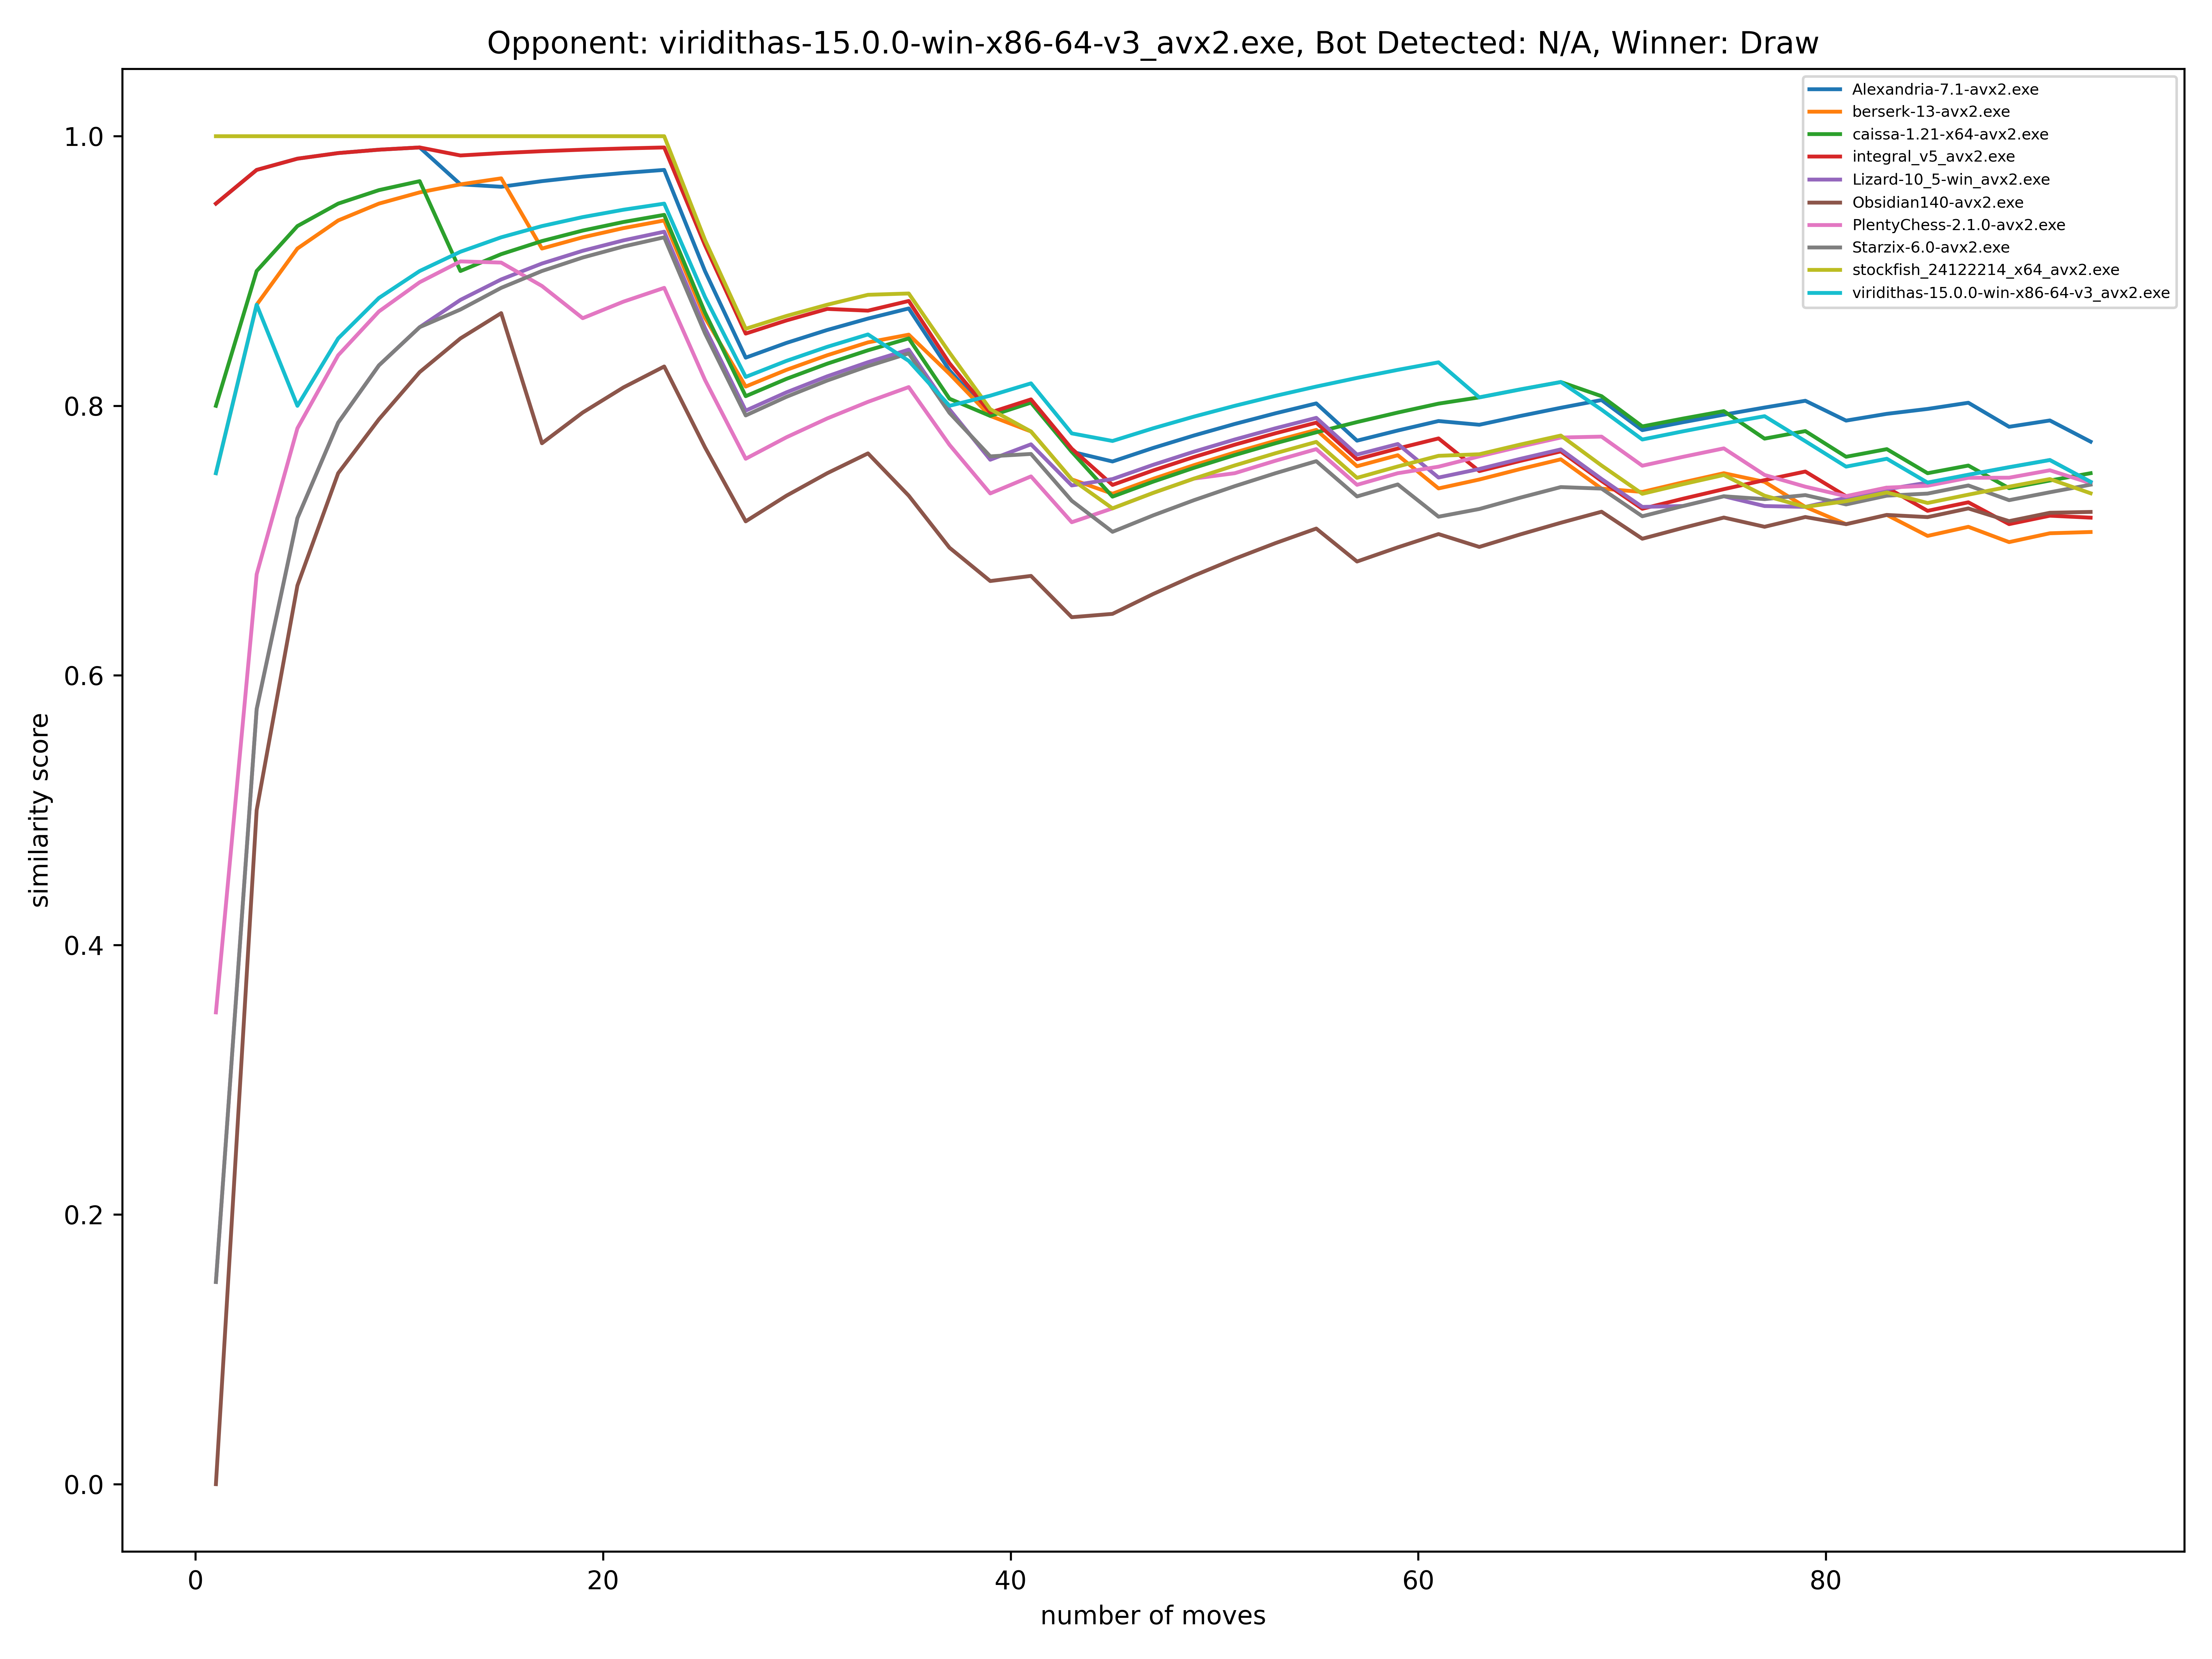 Opponent: viridithas-15.0.0-win-x86-64-v3_avx2.exe, Bot Detected: N/A, Winner: Draw
Alexandria-7.1-avx2.exe
berserk-13-avx2.exe
caissa-1.21-x64-avx2.exe
integral_v5_avx2.exe
Lizard-10_5-win_avx2.exe
Obsidian140-avx2.exe
PlentyChess-2.1.0-avx2.exe
Starzix-6.0-avx2.exe
stockfish_24122214_x64_avx2.exe
viridithas-15.0.0-win-x86-64-v3_avx2.exe
1.0
0.8
0.6
0.4
0.2
0.0
similarity score
0 20 40 60 80
number of moves